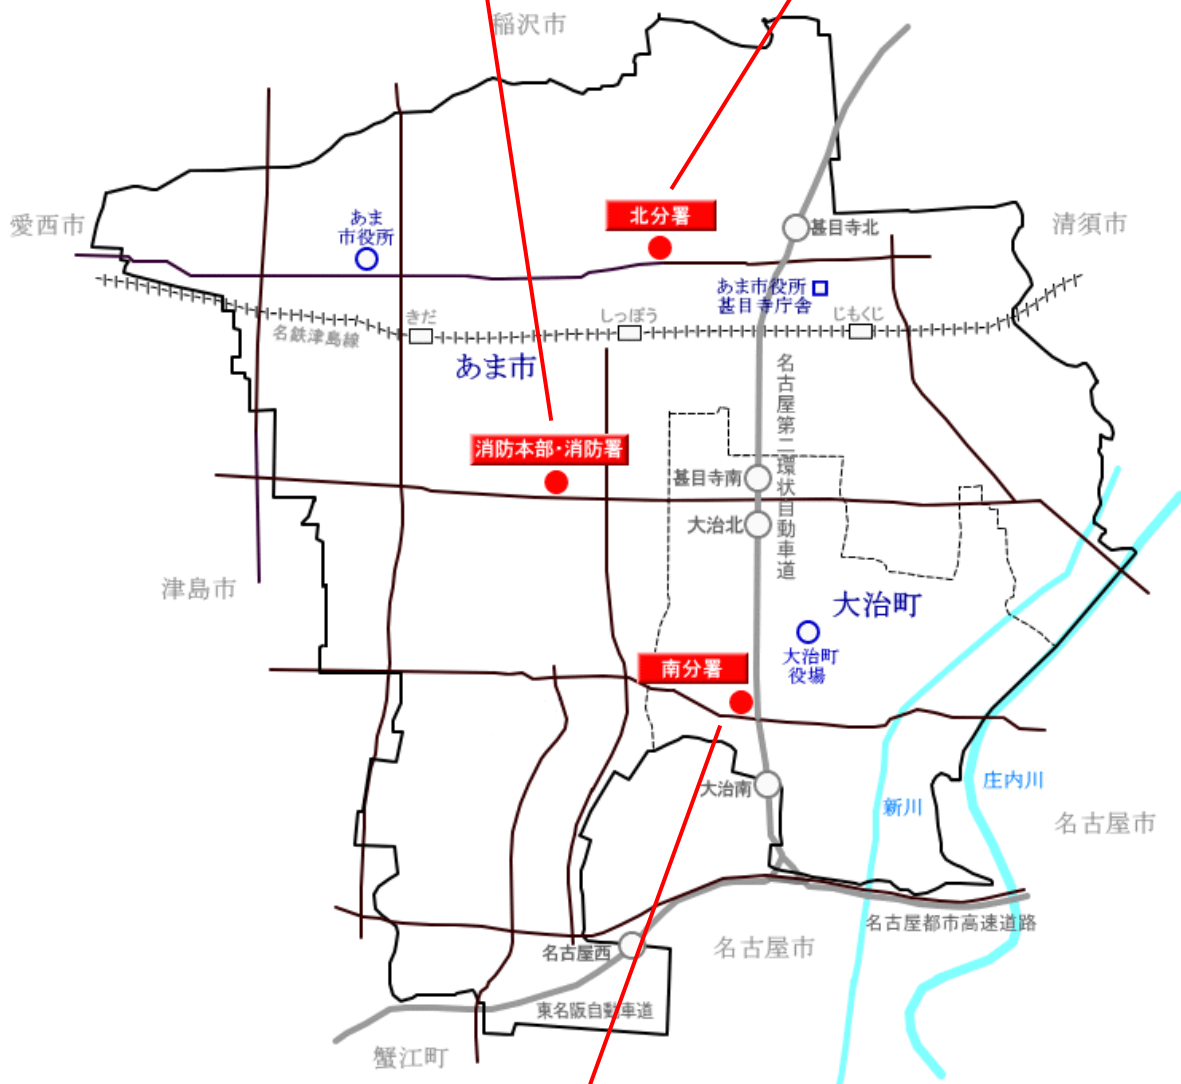 稲沢市
愛西市
あま
市役所
北分署
甚目寺北
清須市
あま市役所
甚目寺庁舎
名鉄津島線
きだ
しっぽう
じもくじ
あま市
名古屋第二環状自動車道
消防本部・消防署
甚目寺南
大治北
津島市
大治町
大治町
役場
南分署
大治南
庄内川
新川
名古屋市
名古屋都市高速道路
名古屋西
名古屋市
東名阪自動車道
蟹江町